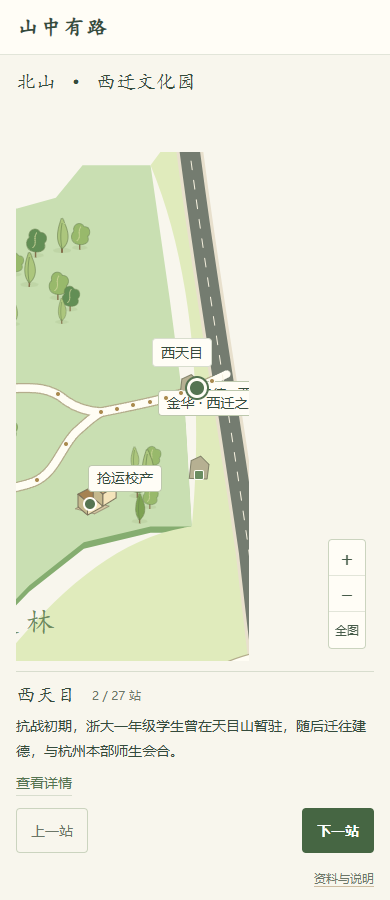 山中有路
北山 • 西迁文化园
西天目
金华·西迁之
抢运校产
林
+
−
全图
西天目 2 / 27 站
抗战初期，浙大一年级学生曾在天目山暂驻，随后迁往建
德，与杭州本部师生会合。
查看详情
上一站
下一站
资料与说明